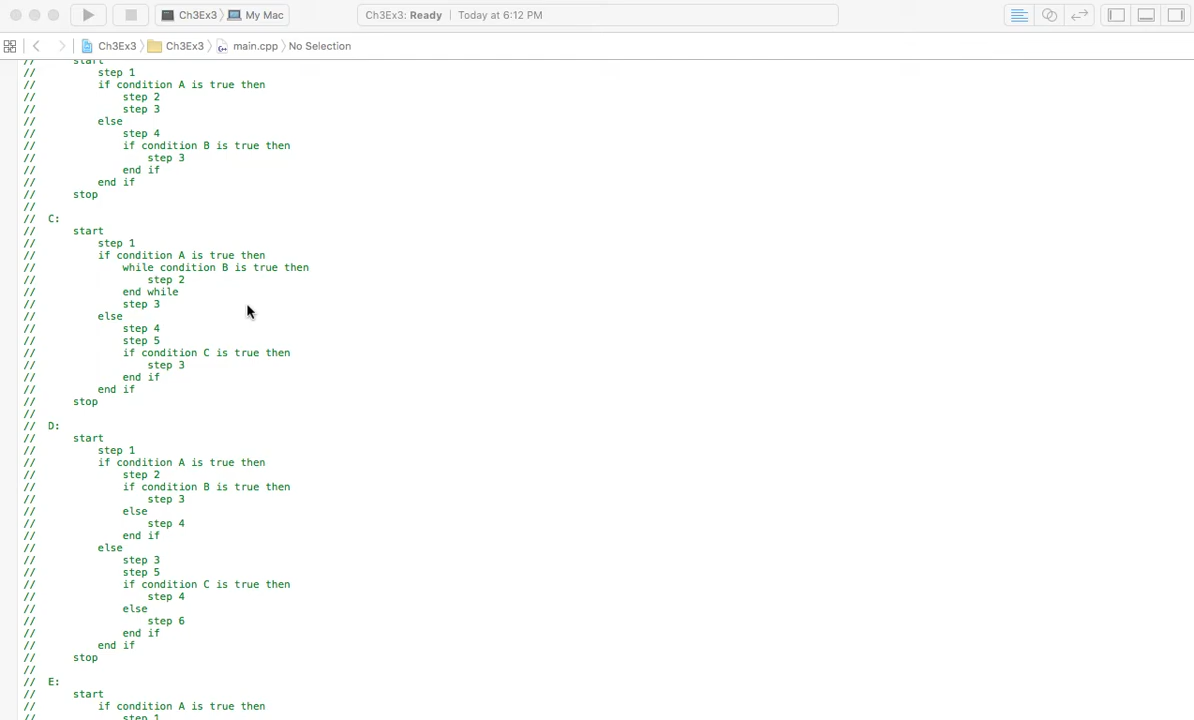 Ch3Ex3 My Mac Ch3Ex3: Ready Today at 6:12 PM
Ch3Ex3 Ch3Ex3 main.cpp No Selection
// start
// step 1
// if condition A is true then
// step 2
// step 3
// else
// step 4
// if condition B is true then
// step 3
// end if
// end if
// stop
//
// C:
// start
// step 1
// if condition A is true then
// while condition B is true then
// step 2
// end while
// step 3
// else
// step 4
// step 5
// if condition C is true then
// step 3
// end if
// end if
// stop
//
// D:
// start
// step 1
// if condition A is true then
// step 2
// if condition B is true then
// step 3
// else
// step 4
// end if
// else
// step 3
// step 5
// if condition C is true then
// step 4
// else
// step 6
// end if
// end if
// stop
//
// E:
// start
// if condition A is true then
// step 1